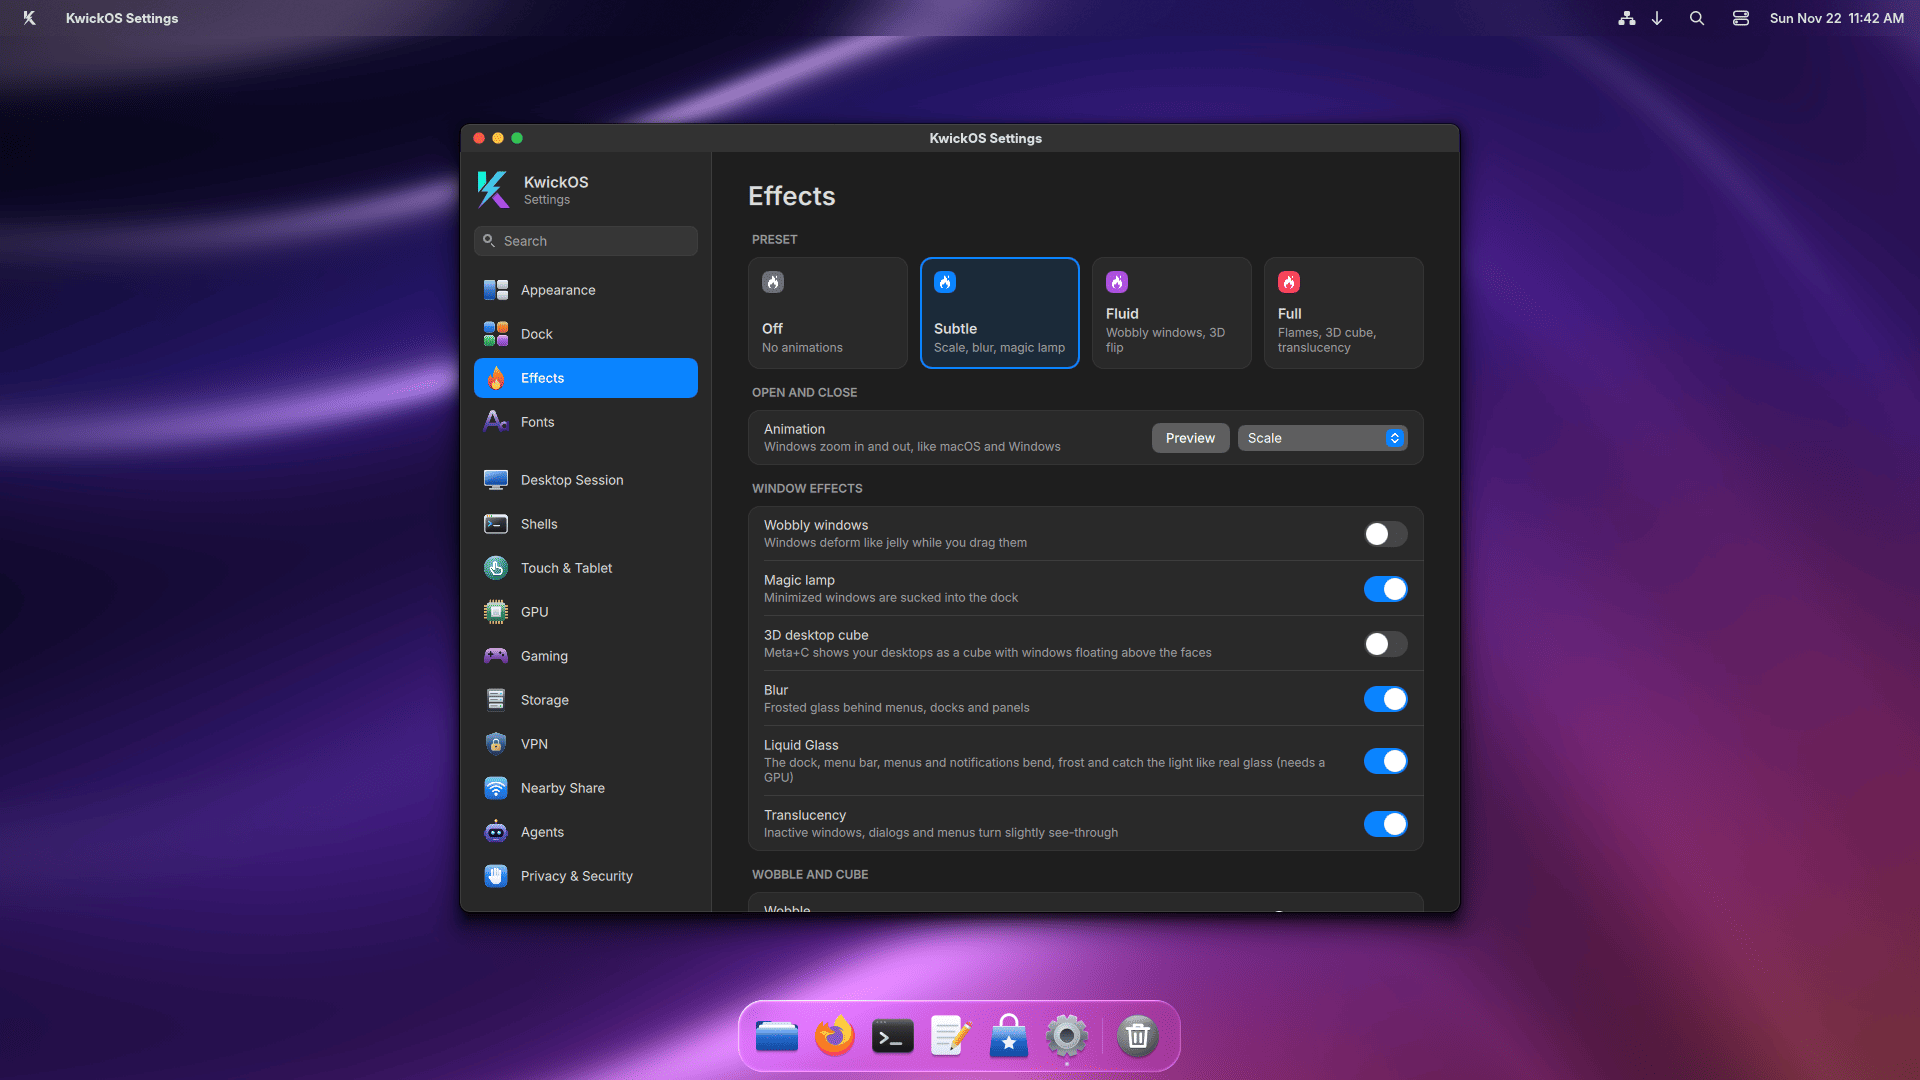 KwickOS Settings
Sun Nov 22 11:42 AM
KwickOS Settings
KwickOS
Settings
Search
Appearance
Dock
Effects
Fonts
Desktop Session
Shells
Touch & Tablet
GPU
Gaming
Storage
VPN
Nearby Share
Agents
Privacy & Security
Effects
PRESET
Off
No animations
Subtle
Scale, blur, magic lamp
Fluid
Wobbly windows, 3D
flip
Full
Flames, 3D cube,
translucency
OPEN AND CLOSE
Animation
Windows zoom in and out, like macOS and Windows
Preview
Scale
WINDOW EFFECTS
Wobbly windows
Windows deform like jelly while you drag them
Magic lamp
Minimized windows are sucked into the dock
3D desktop cube
Meta+C shows your desktops as a cube with windows floating above the faces
Blur
Frosted glass behind menus, docks and panels
Liquid Glass
The dock, menu bar, menus and notifications bend, frost and catch the light like real glass (needs a
GPU)
Translucency
Inactive windows, dialogs and menus turn slightly see-through
WOBBLE AND CUBE
Wobble